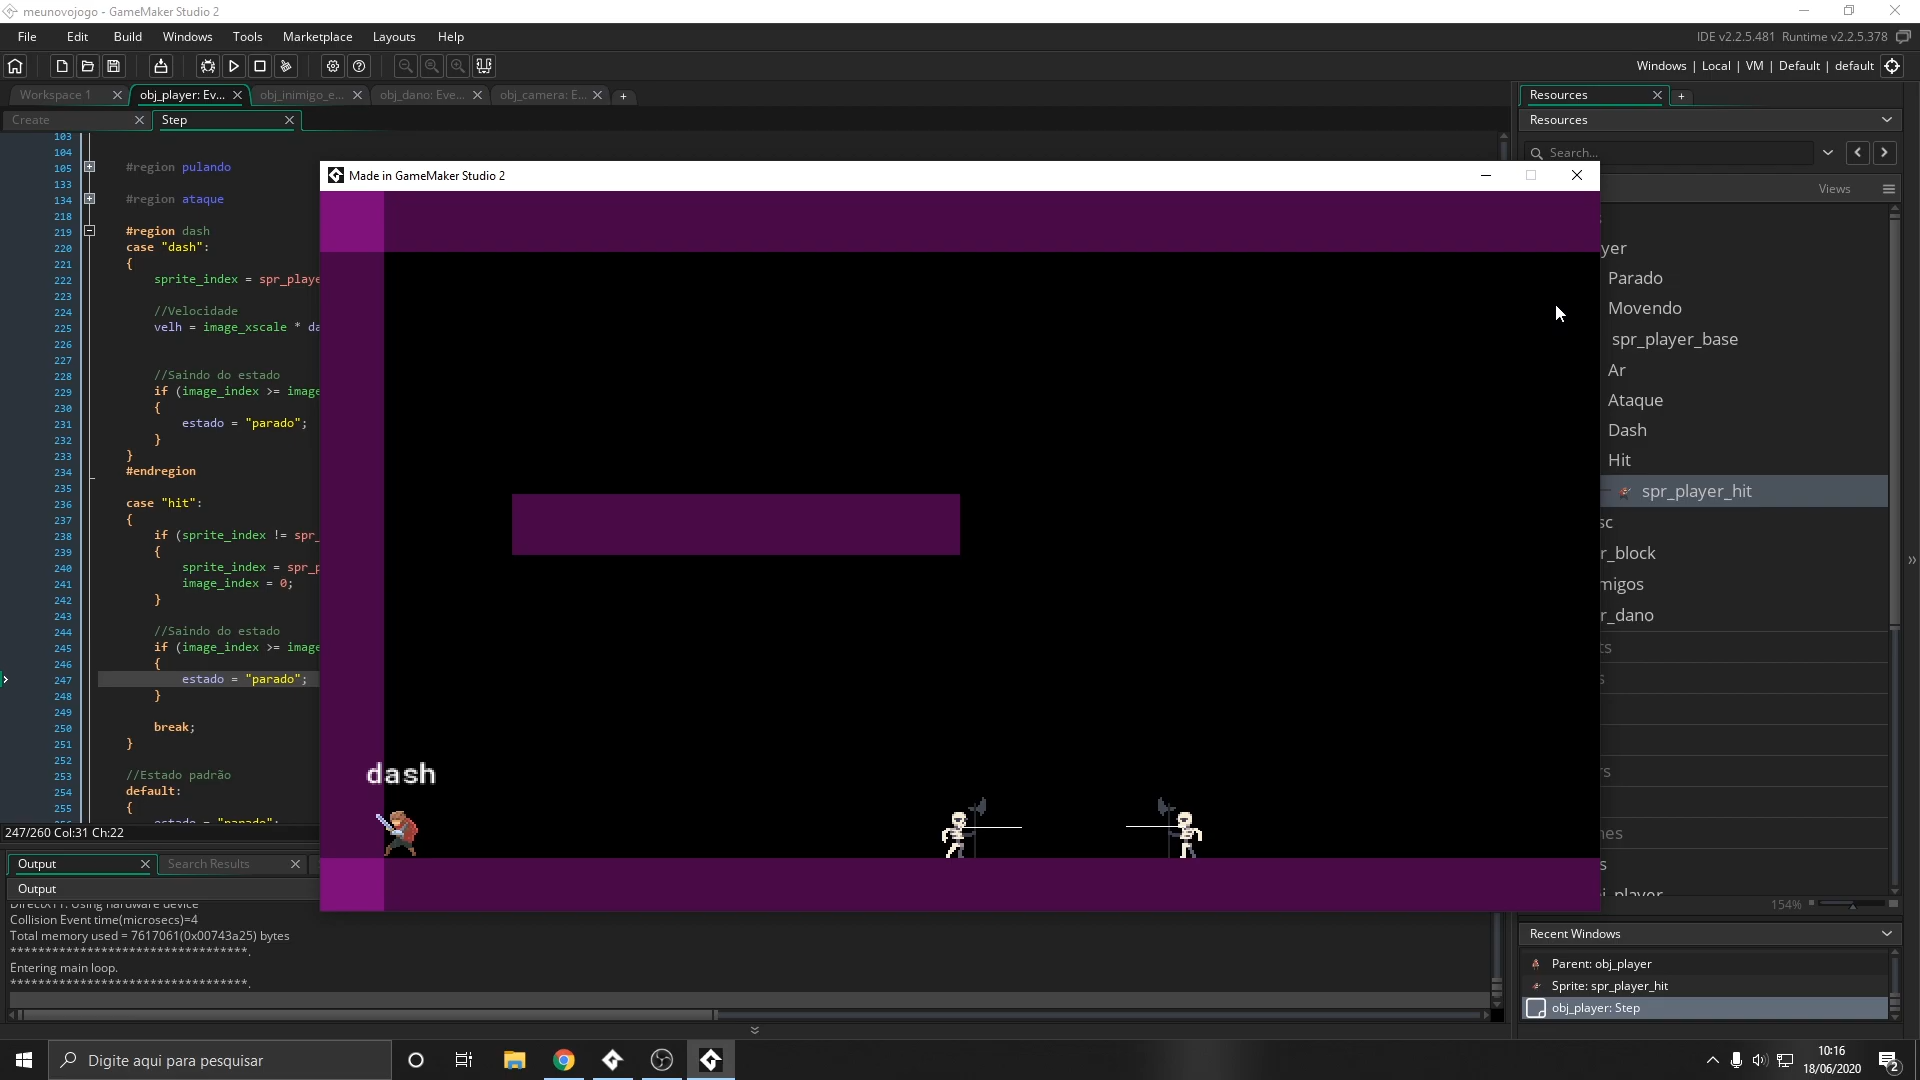 meunovojogo - GameMaker Studio 2
File Edit Build Windows Tools Marketplace Layouts Help
IDE v2.2.5.481 Runtime v2.2.5.378
Windows | Local | VM | Default | default
Workspace 1 obj_player: Ev... obj_inimigo_e... obj_dano: Eve... obj_camera: E... +
Resources +
Create Step
Resources
103
104
105 #region pulando
133
134 #region ataque
218
219 #region dash
220 case "dash":
221 {
222 sprite_index = spr_playe
223
224 //Velocidade
225 velh = image_xscale * da
226
227
228 //Saindo do estado
229 if (image_index >= image
230 {
231 estado = "parado";
232 }
233 }
234 #endregion
235
236 case "hit":
237 {
238 if (sprite_index != spr_
239 {
240 sprite_index = spr_p
241 image_index = 0;
242 }
243
244 //Saindo do estado
245 if (image_index >= image
246 {
247 estado = "parado";
248 }
249
250 break;
251 }
252
253 //Estado padrão
254 default:
255 {
247/260 Col:31 Ch:22
Made in GameMaker Studio 2
dash
Search...
Views
yer
Parado
Movendo
spr_player_base
Ar
Ataque
Dash
Hit
spr_player_hit
sc
r_block
migos
r_dano
ts
s
rs
nes
s
154%
Output Search Results
Output
Collision Event time(microsecs)=4
Total memory used = 7617061(0x00743a25) bytes
**********************************.
Entering main loop.
**********************************.
Recent Windows
Parent: obj_player
Sprite: spr_player_hit
obj_player: Step
Digite aqui para pesquisar
10:16
18/06/2020
2